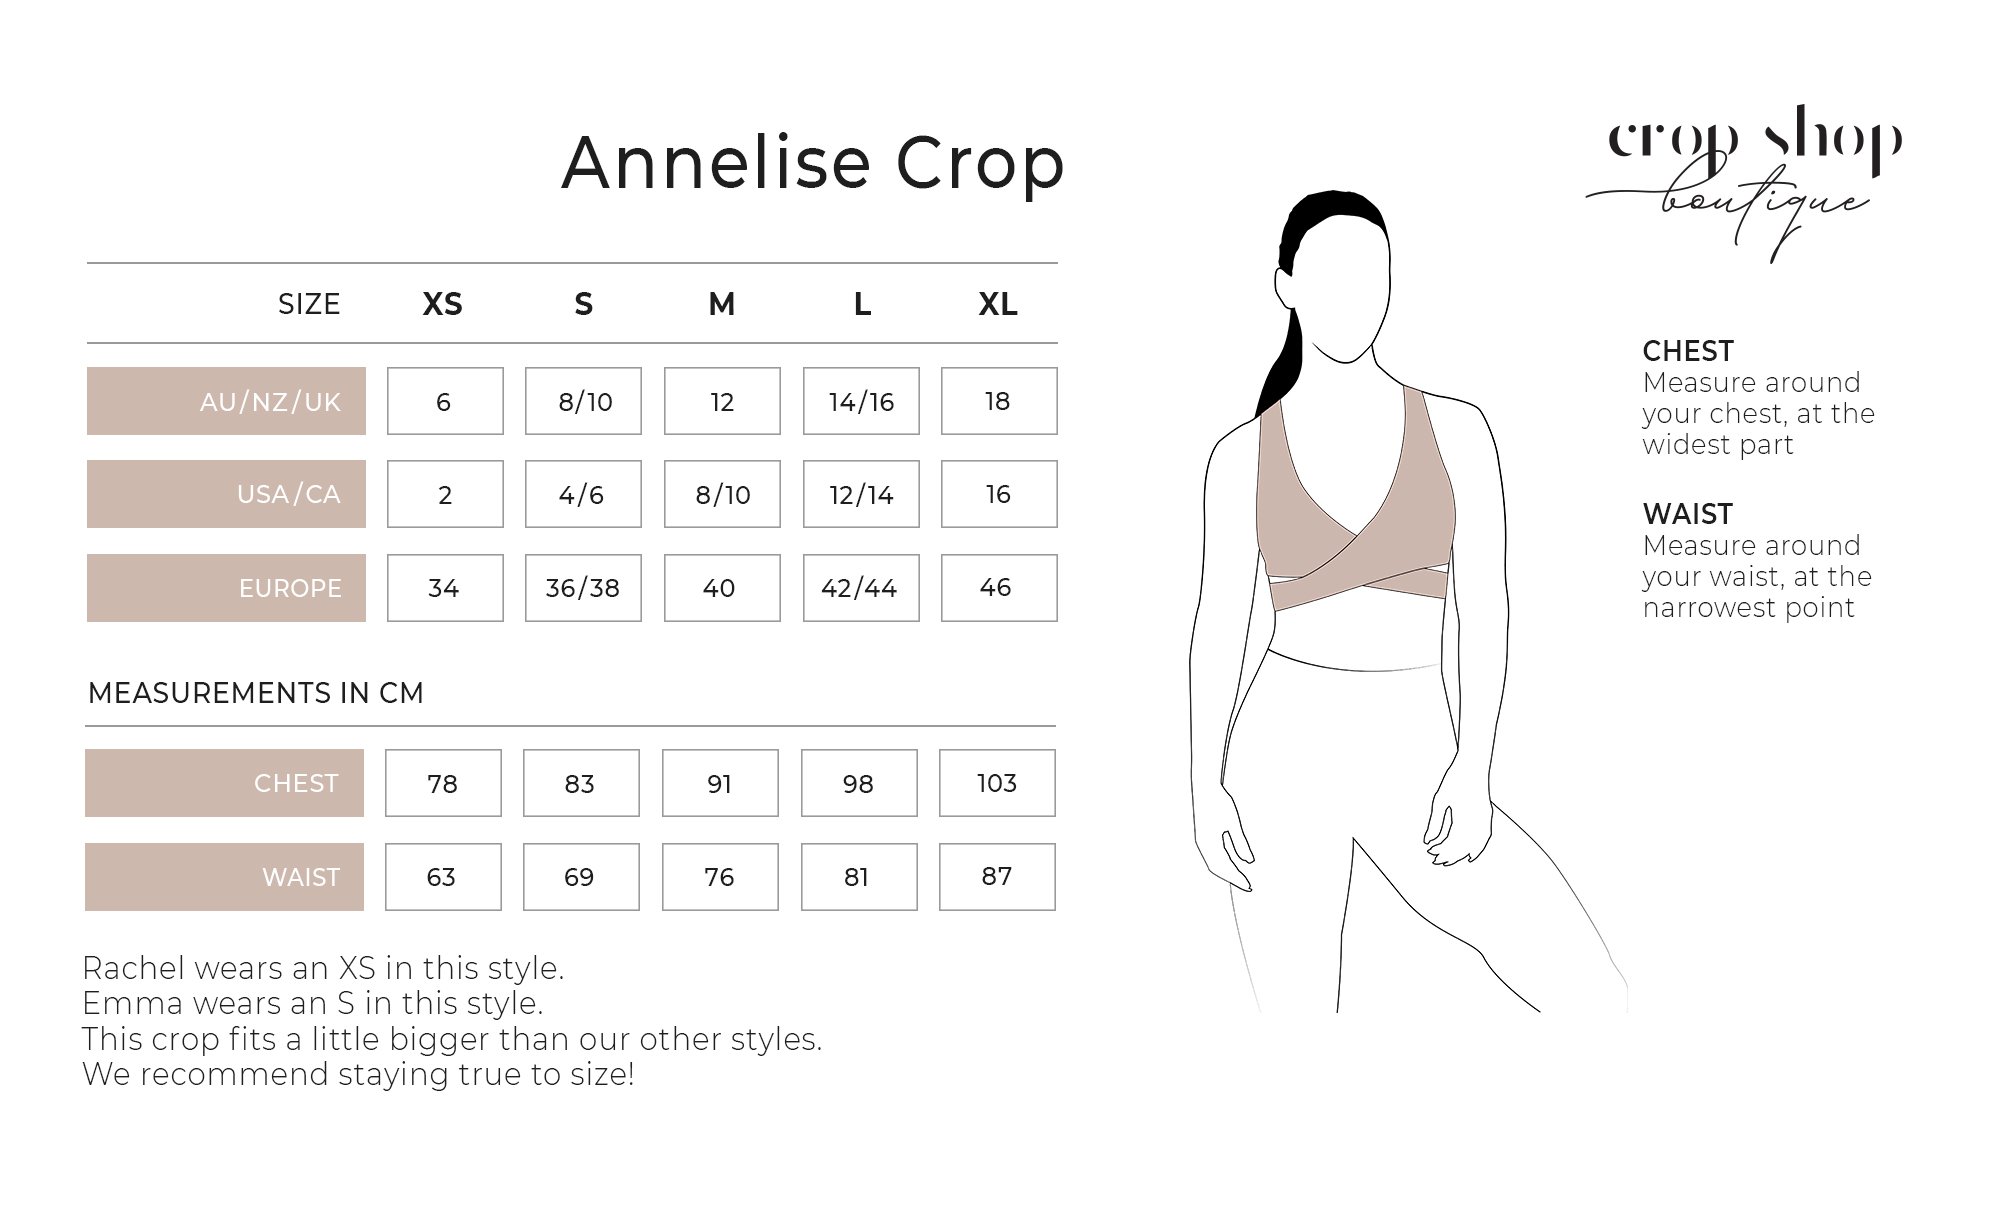 Annelise Crop
crop shop
boutique
SIZE XS S M L XL
AU/NZ/UK 6 8/10 12 14/16 18
USA/CA 2 4/6 8/10 12/14 16
EUROPE 34 36/38 40 42/44 46
MEASUREMENTS IN CM
CHEST 78 83 91 98 103
WAIST 63 69 76 81 87
Rachel wears an XS in this style.
Emma wears an S in this style.
This crop fits a little bigger than our other styles.
We recommend staying true to size!
CHEST
Measure around
your chest, at the
widest part
WAIST
Measure around
your waist, at the
narrowest point